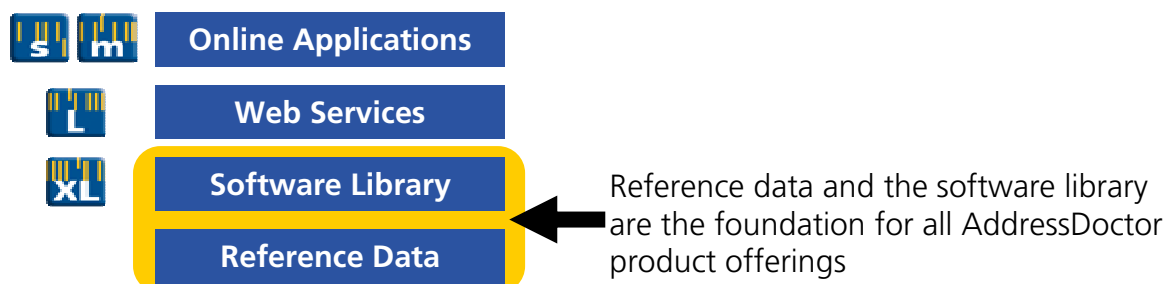 s m Online Applications
L Web Services
XL Software Library
Reference Data
Reference data and the software library
are the foundation for all AddressDoctor
product offerings